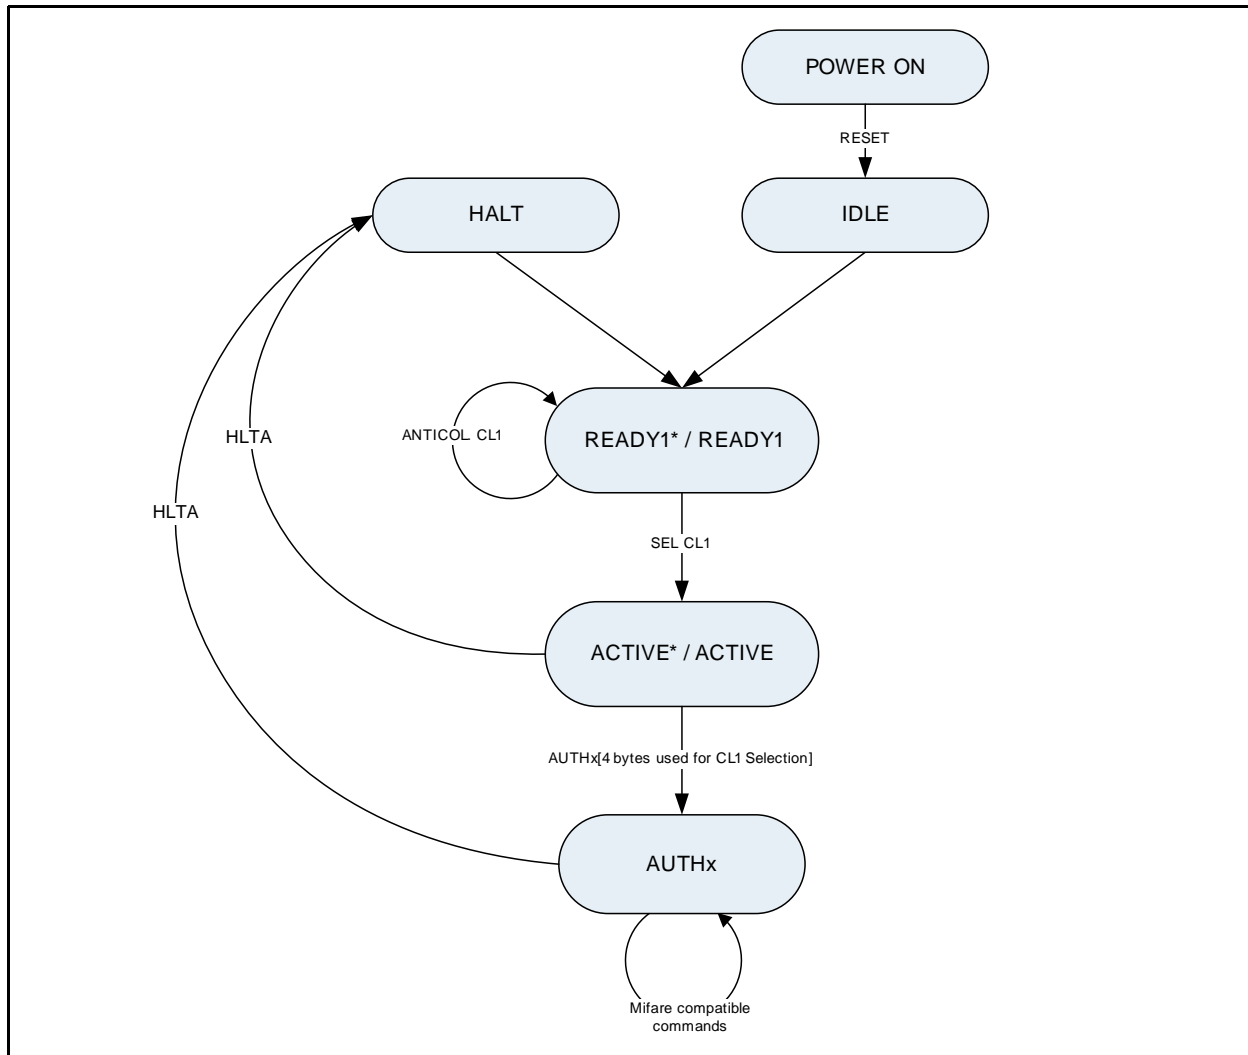 POWER ON
RESET
HALT
IDLE
ANTICOL CL1
READY1* / READY1
HLTA
HLTA
SEL CL1
ACTIVE* / ACTIVE
AUTHx[4 bytes used for CL1 Selection]
AUTHx
Mifare compatible
commands